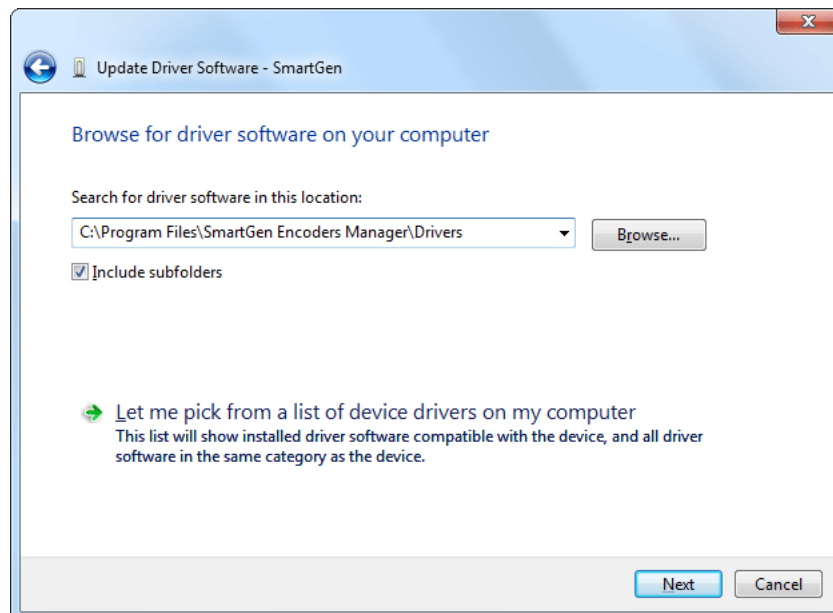 Update Driver Software - SmartGen
Browse for driver software on your computer
Search for driver software in this location:
C:\Program Files\SmartGen Encoders Manager\Drivers
Browse...
Include subfolders
Let me pick from a list of device drivers on my computer
This list will show installed driver software compatible with the device, and all driver
software in the same category as the device.
Next
Cancel